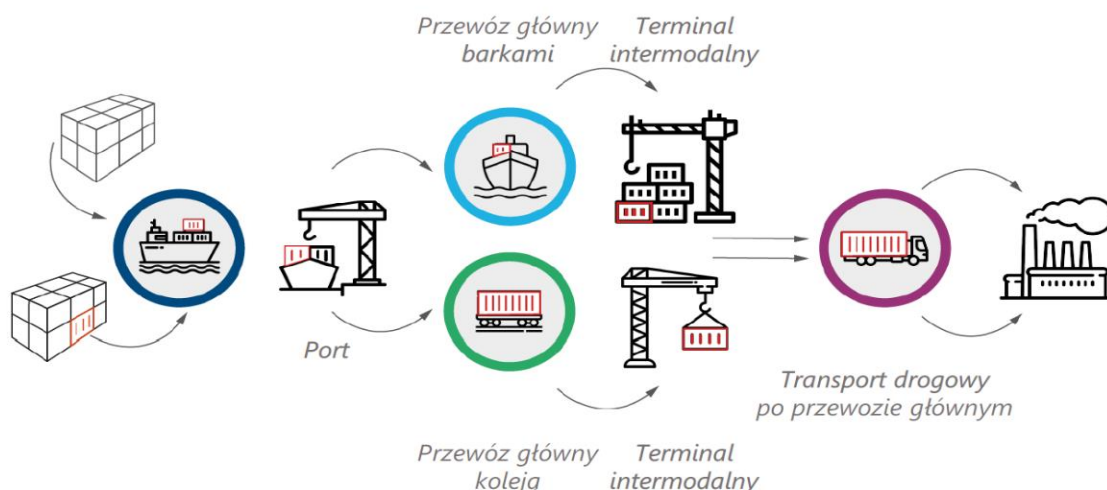 Przewóz główny
barkami
Terminal
intermodalny
Port
Transport drogowy
po przewozie głównym
Przewóz główny
koleją
Terminal
intermodalny